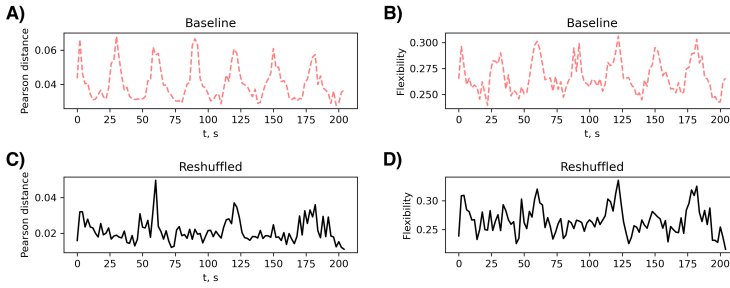 A)
Baseline
Pearson distance
0.06
0.04
0 25 50 75 100 125 150 175 200
t, s
B)
Baseline
Flexibility
0.300
0.275
0.250
0 25 50 75 100 125 150 175 200
t, s
C)
Reshuffled
Pearson distance
0.04
0.02
0 25 50 75 100 125 150 175 200
t, s
D)
Reshuffled
Flexibility
0.30
0.25
0 25 50 75 100 125 150 175 200
t, s